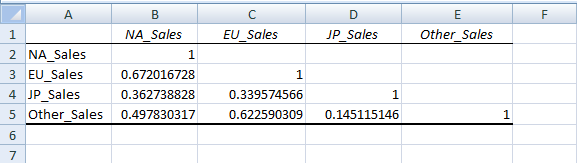 A B C D E F
1 NA_Sales EU_Sales JP_Sales Other_Sales
2 NA_Sales 1
3 EU_Sales 0.672016728 1
4 JP_Sales 0.362738828 0.339574566 1
5 Other_Sales 0.497830317 0.622590309 0.145115146 1
6
7